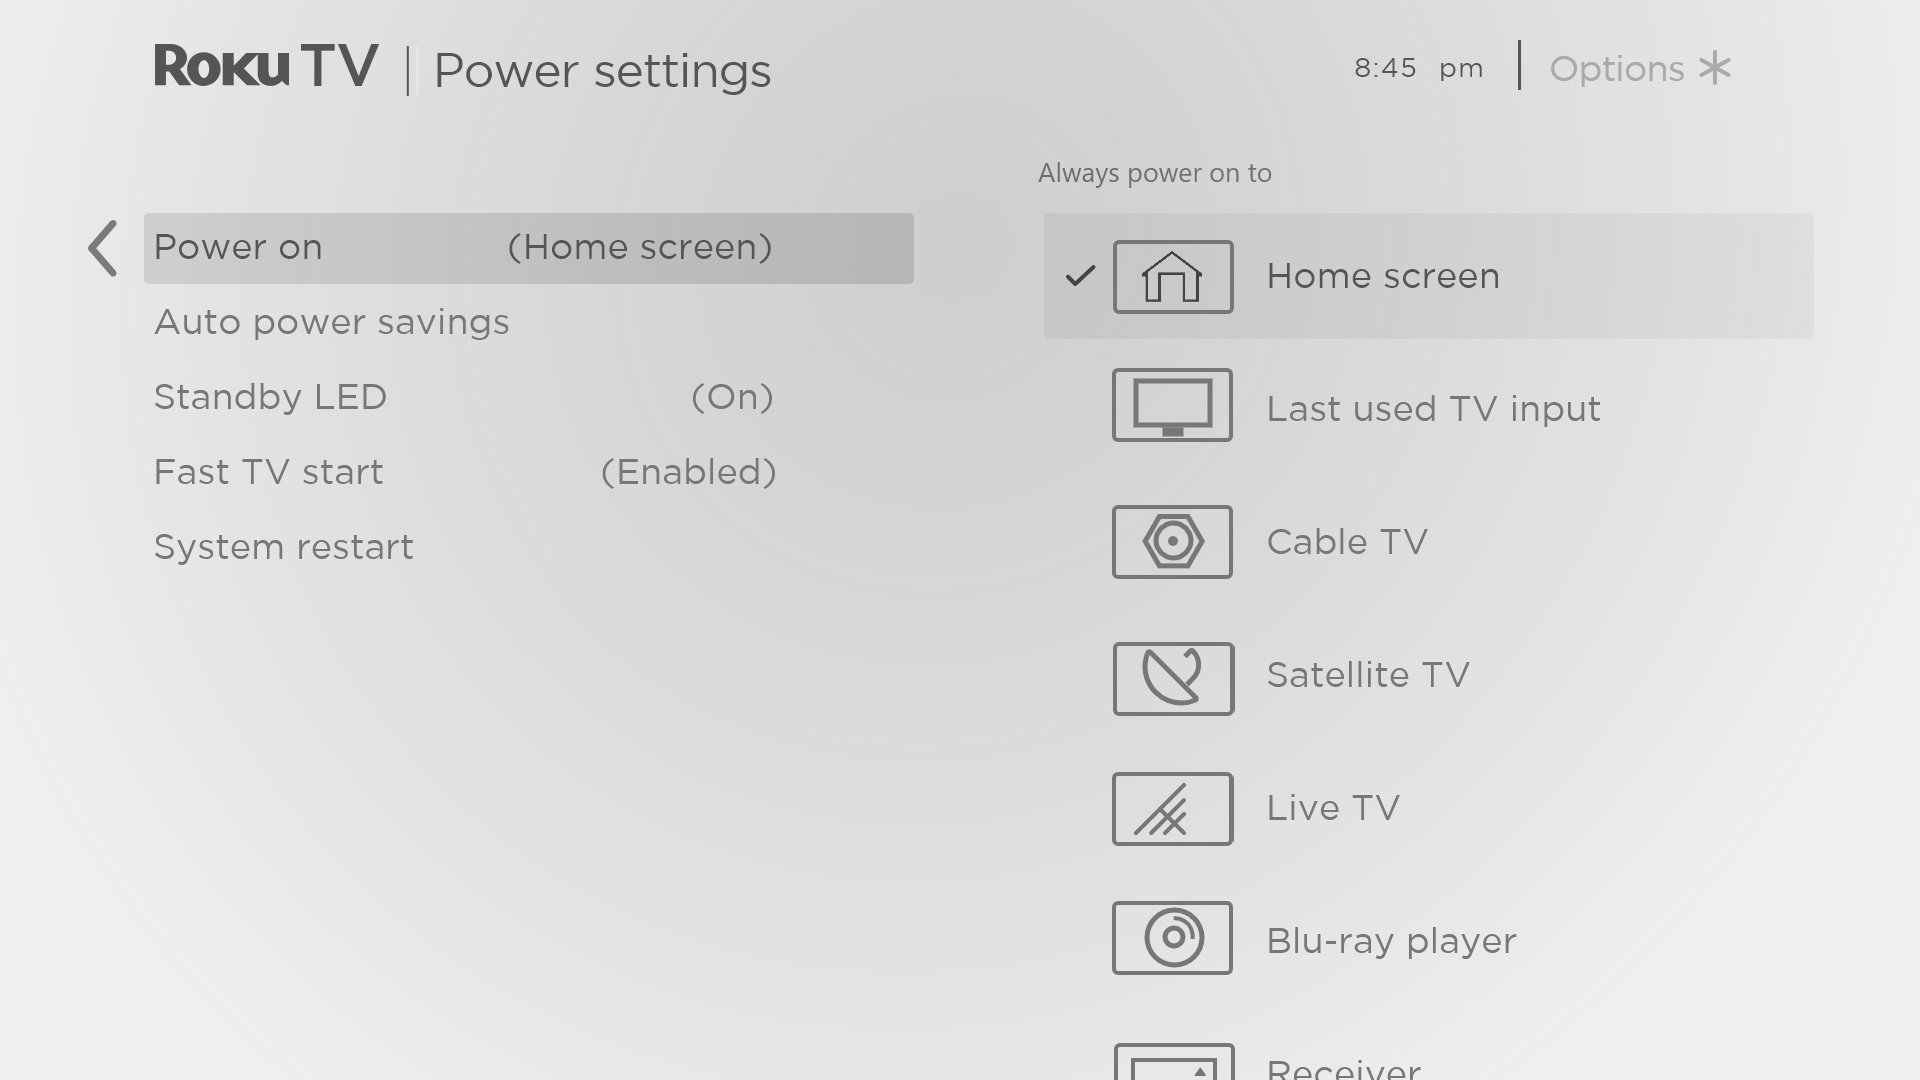 Roku TV | Power settings
8:45 pm | Options
Always power on to
Power on (Home screen)
Auto power savings
Standby LED (On)
Fast TV start (Enabled)
System restart
Home screen
Last used TV input
Cable TV
Satellite TV
Live TV
Blu-ray player
Receiver